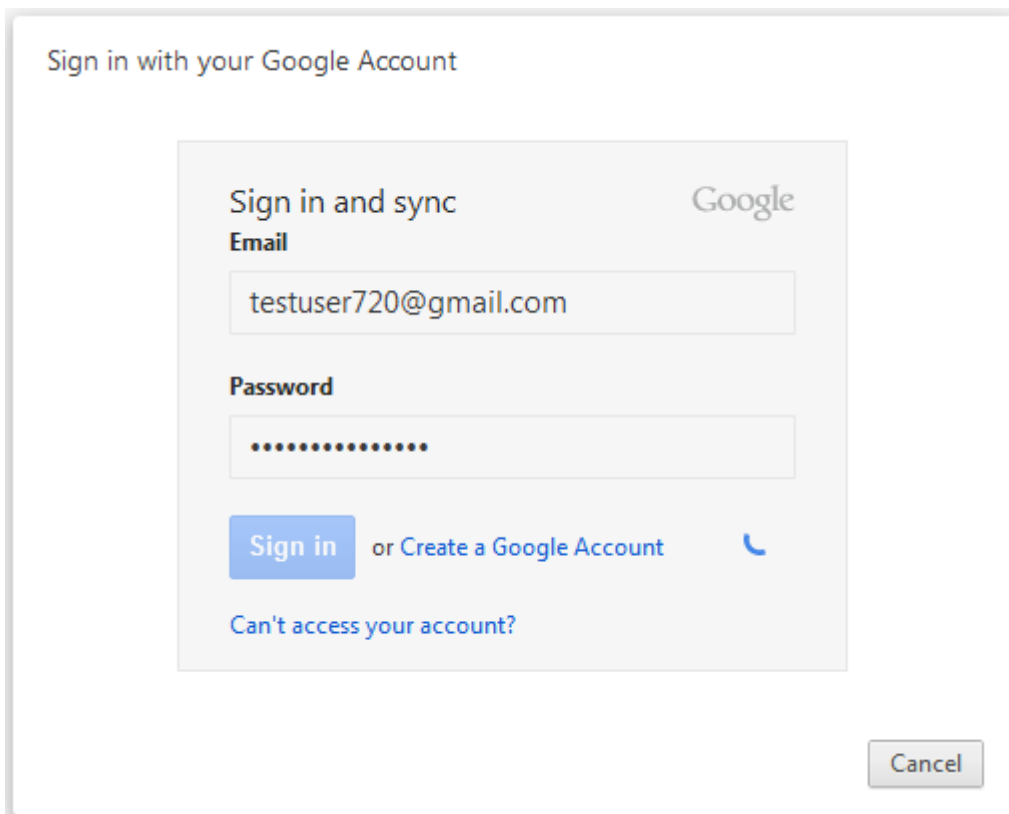 Sign in with your Google Account
Sign in and sync Google
Email
testuser720@gmail.com
Password
•••••••••••••••
Sign in or Create a Google Account
Can't access your account?
Cancel